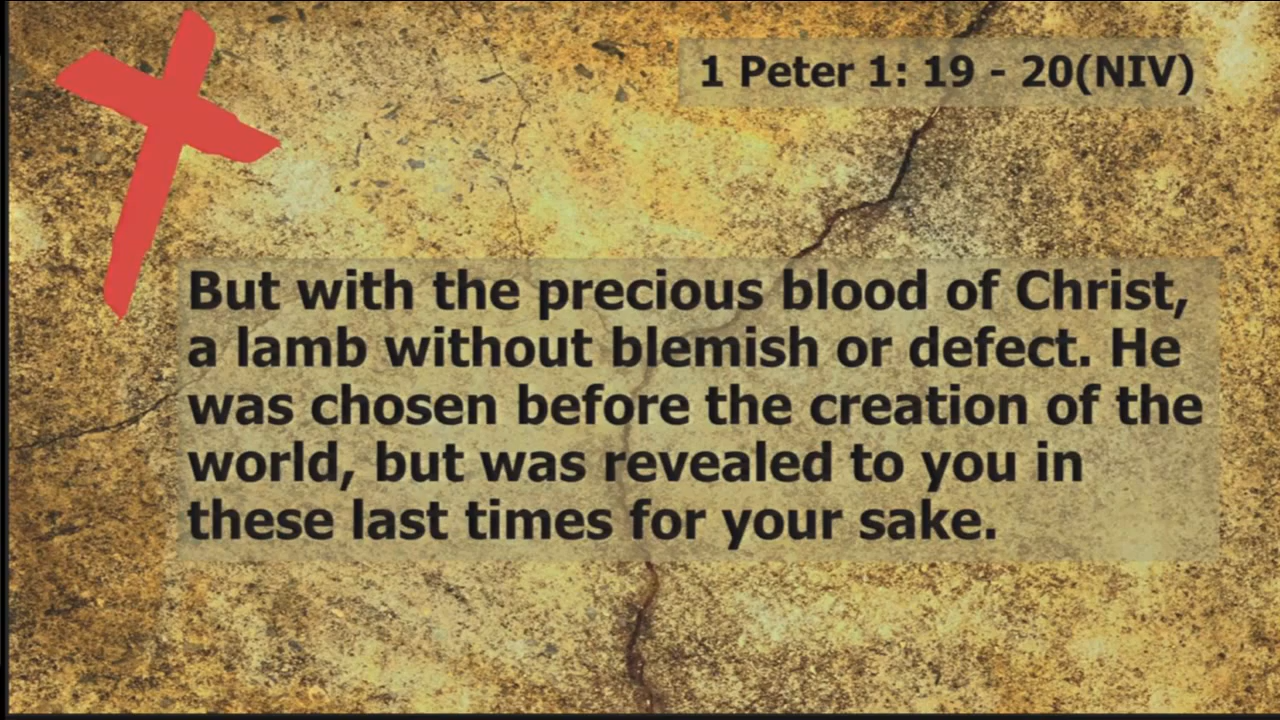 1 Peter 1: 19 - 20(NIV)
But with the precious blood of Christ,
a lamb without blemish or defect. He
was chosen before the creation of the
world, but was revealed to you in
these last times for your sake.